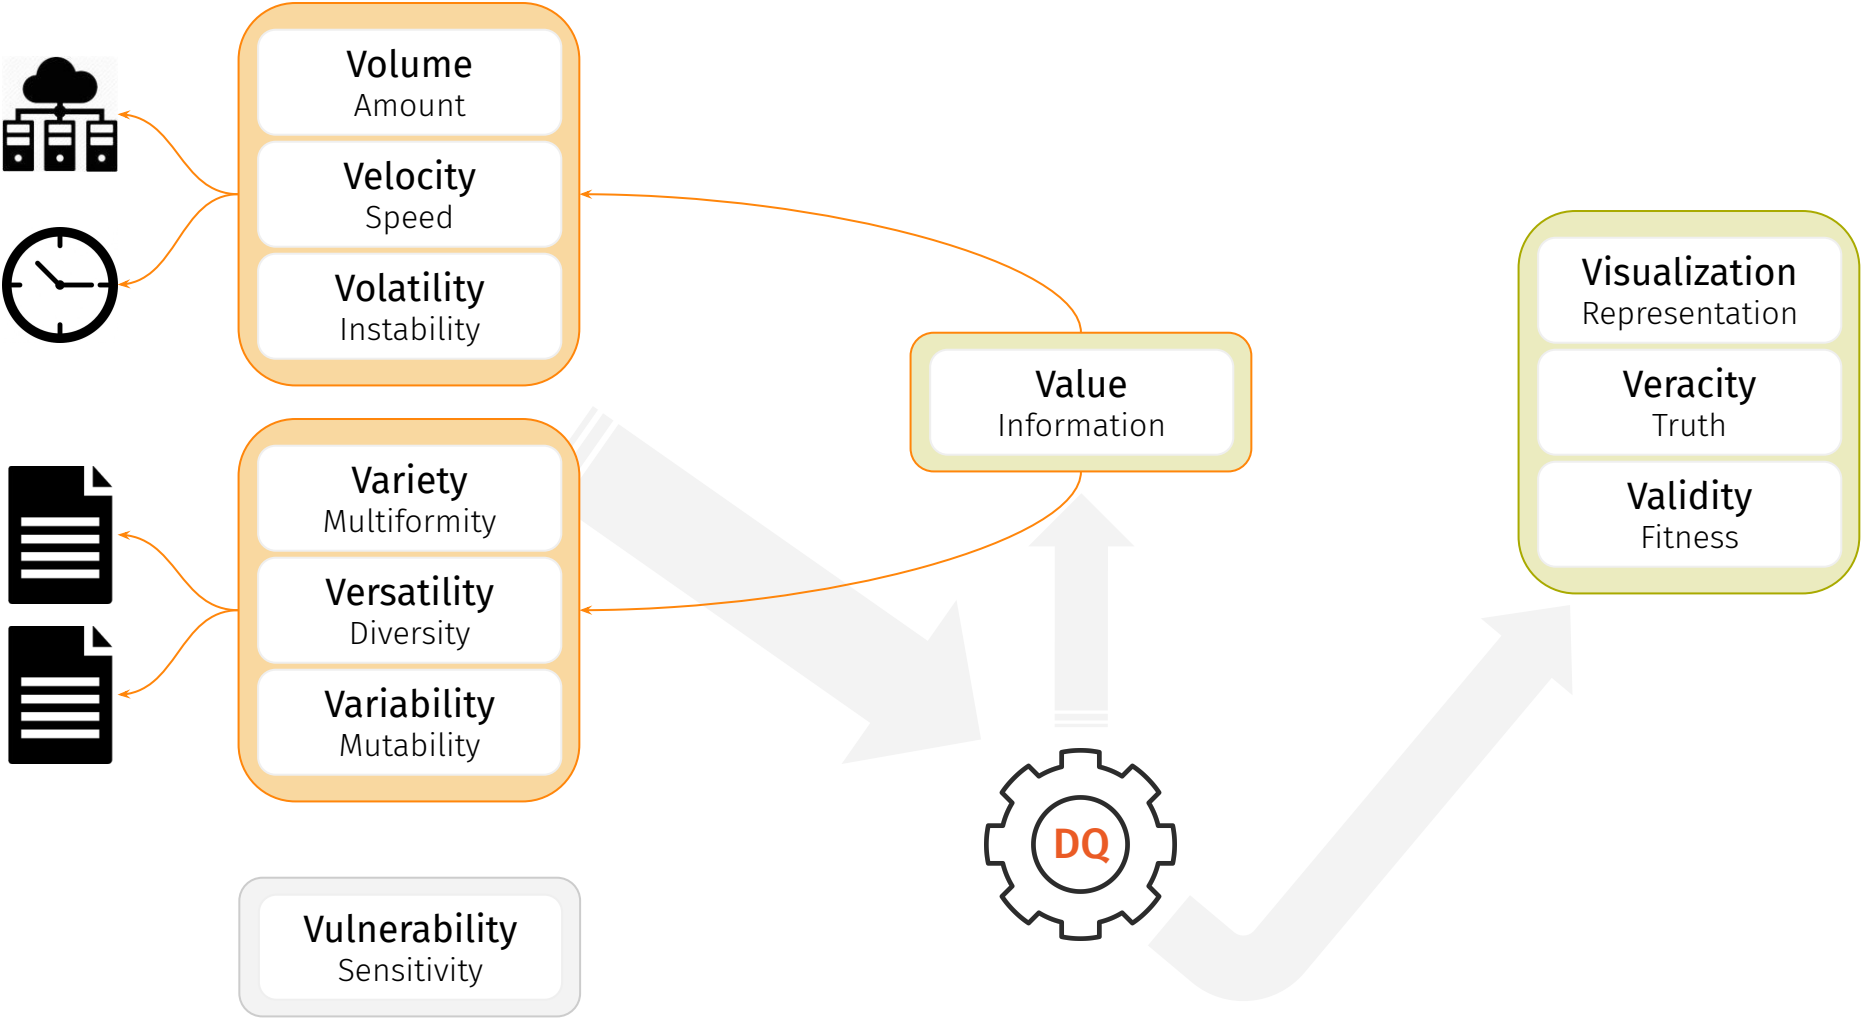 Volume
Amount
Velocity
Speed
Volatility
Instability
Variety
Multiformity
Versatility
Diversity
Variability
Mutability
Vulnerability
Sensitivity
Value
Information
DQ
Visualization
Representation
Veracity
Truth
Validity
Fitness